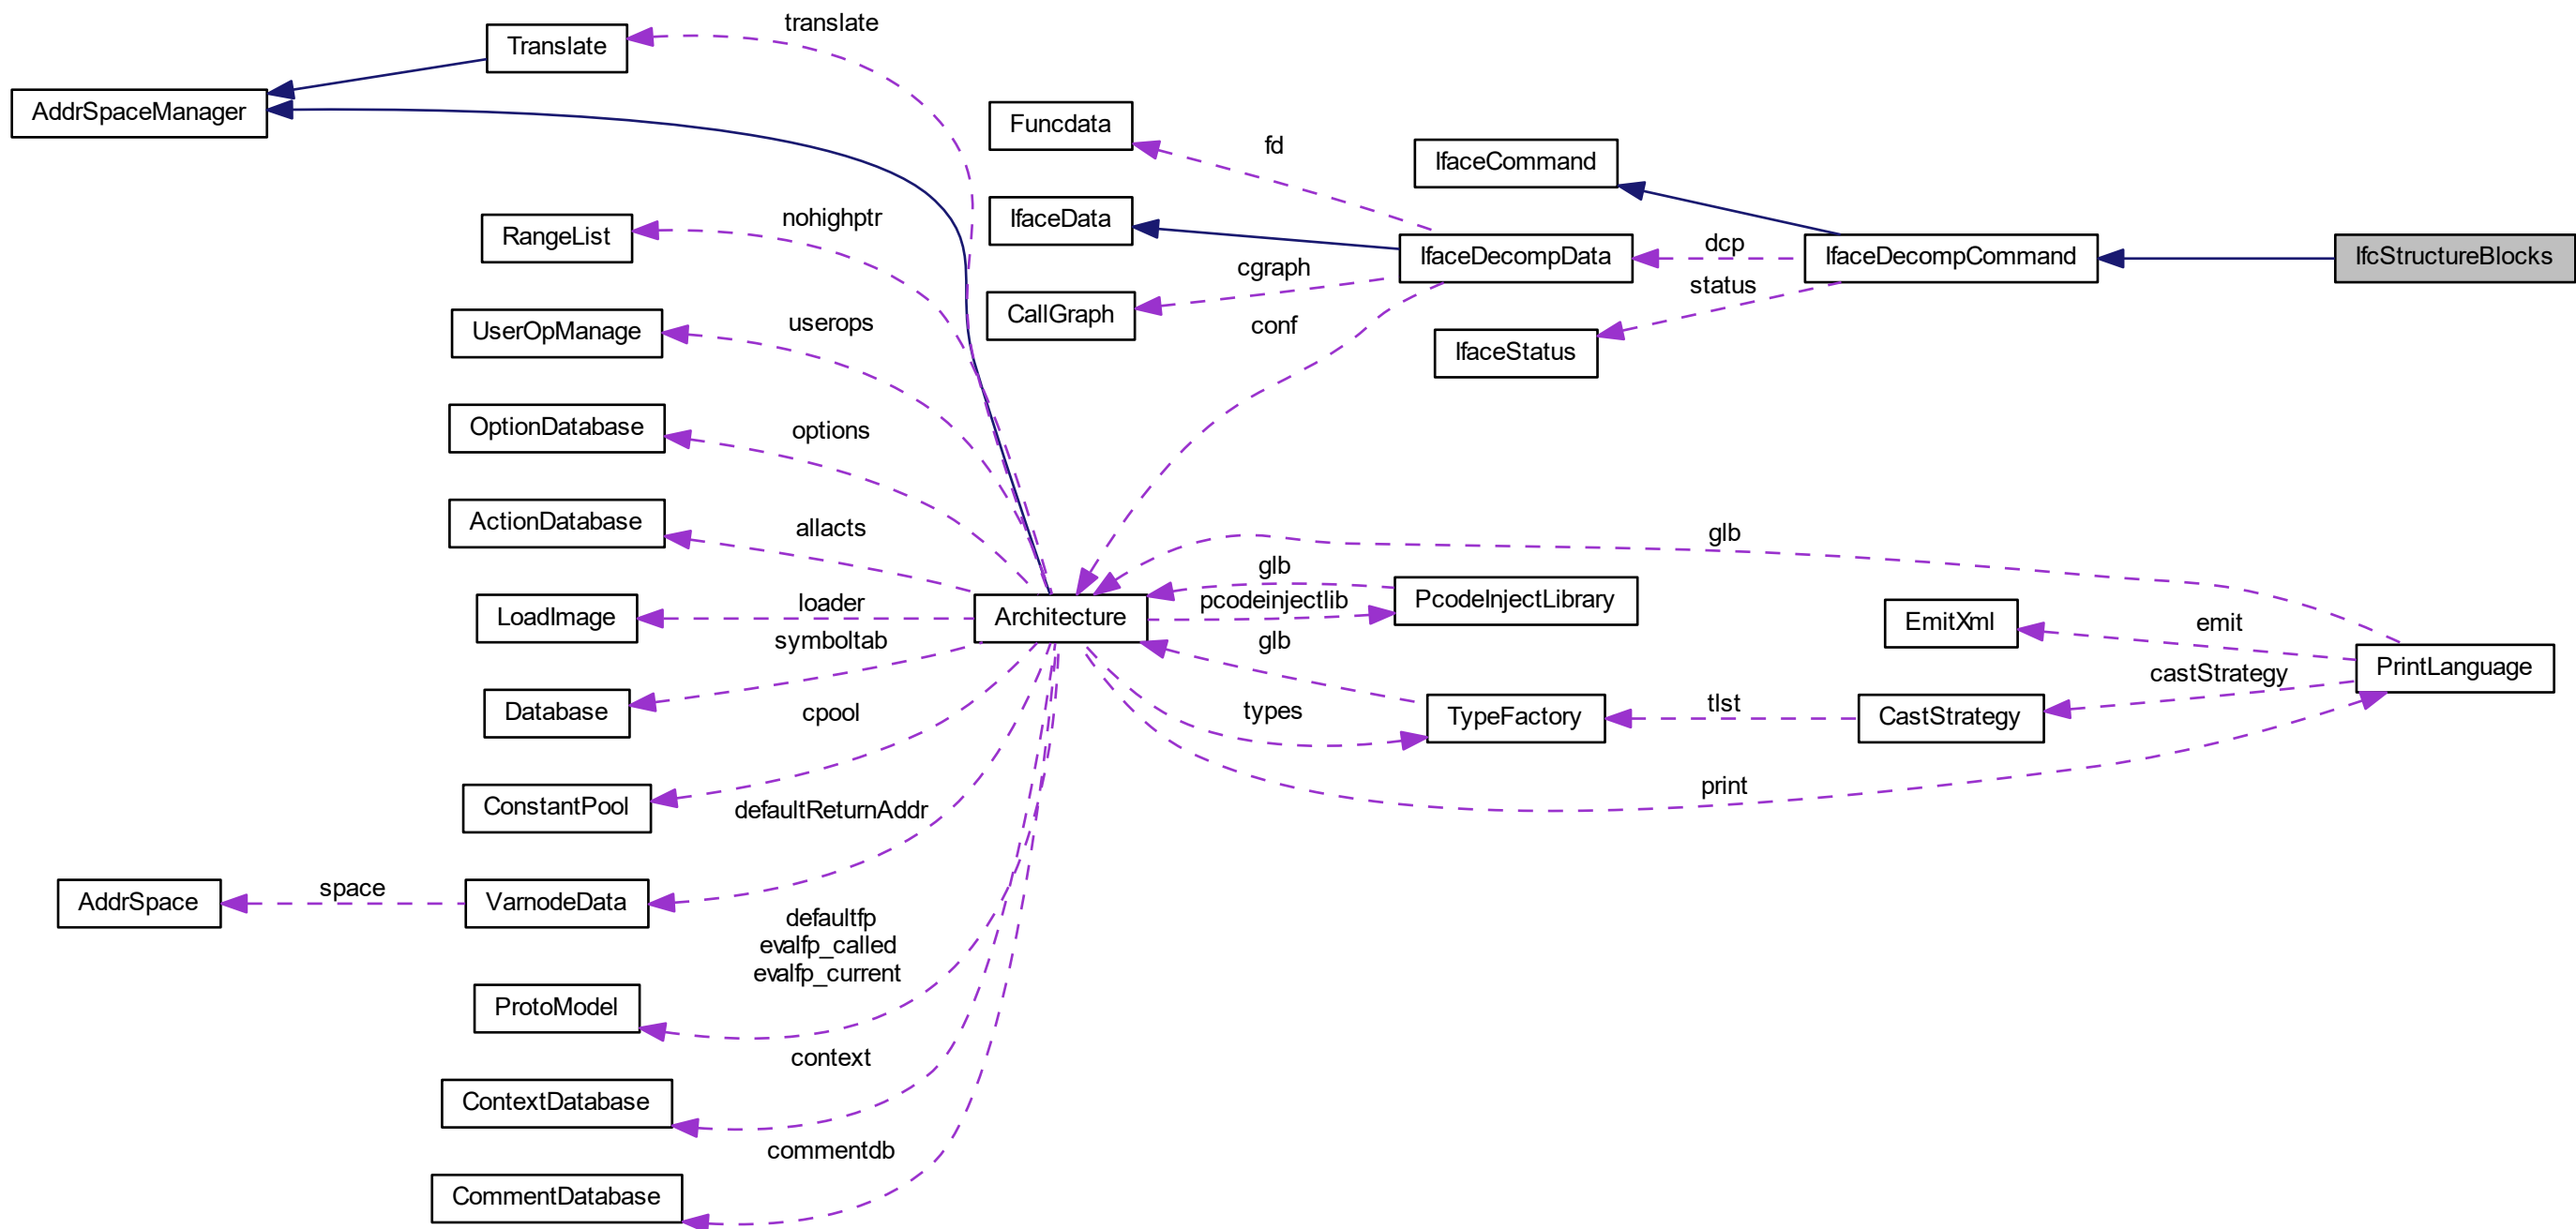 translate
Translate
AddrSpaceManager
Funcdata
fd
IfaceCommand
nohighptr
RangeList
IfaceData
IfaceDecompData
dcp
IfaceDecompCommand
IfcStructureBlocks
cgraph
status
CallGraph
userops
UserOpManage
conf
IfaceStatus
options
OptionDatabase
allacts
ActionDatabase
glb
glb
loader
LoadImage
Architecture
pcodeinjectlib
PcodeInjectLibrary
EmitXml
emit
symboltab
glb
PrintLanguage
castStrategy
Database
cpool
types
TypeFactory
tlst
CastStrategy
print
ConstantPool
defaultReturnAddr
AddrSpace
space
VarnodeData
defaultfp
evalfp_called
evalfp_current
ProtoModel
context
ContextDatabase
commentdb
CommentDatabase